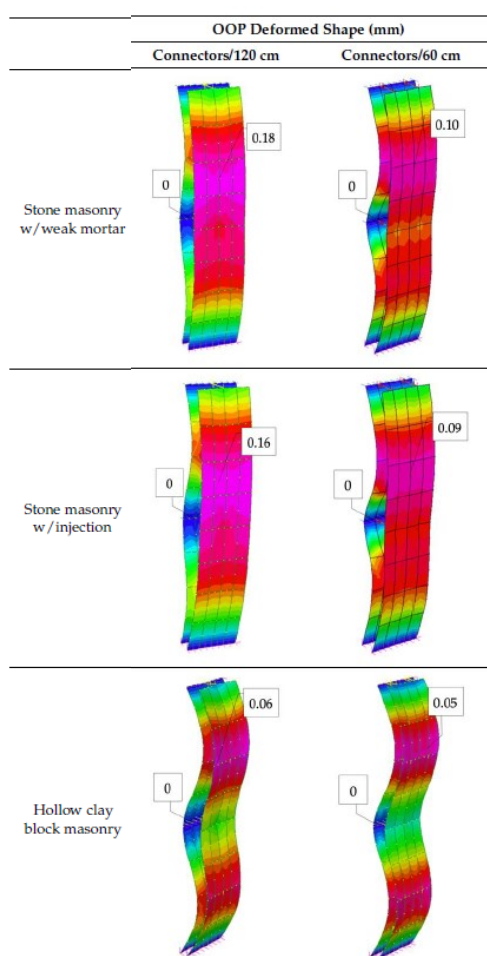 OOP Deformed Shape (mm)
Connectors/120 cm Connectors/60 cm
0.18
0.10
0
0
Stone masonry
w/weak mortar
0.16
0.09
0
0
Stone masonry
w/injection
0.06
0.05
0
0
Hollow clay
block masonry